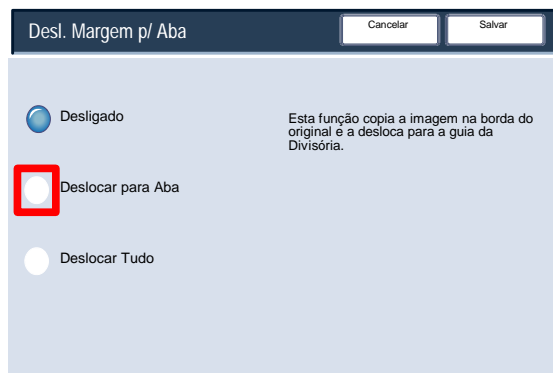 Desl. Margem p/ Aba
Cancelar
Salvar
Desligado
Esta função copia a imagem na borda do
original e a desloca para a guia da
Divisória.
Deslocar para Aba
Deslocar Tudo